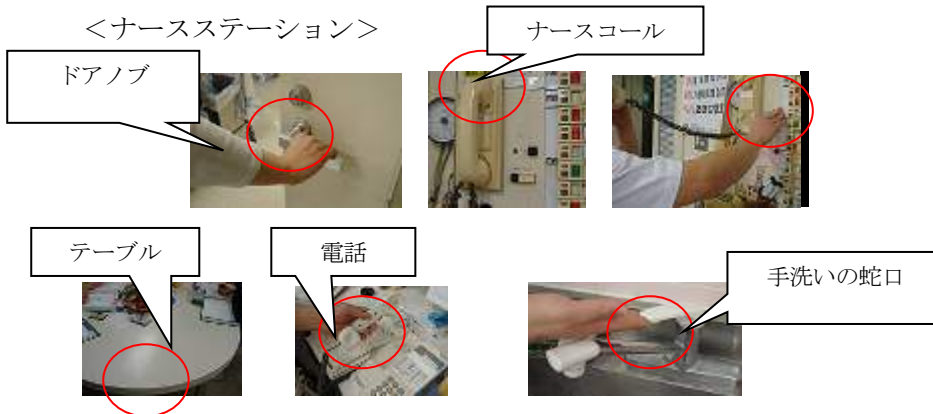 ＜ナースステーション＞
ナースコール
ドアノブ
テーブル
電話
手洗いの蛇口